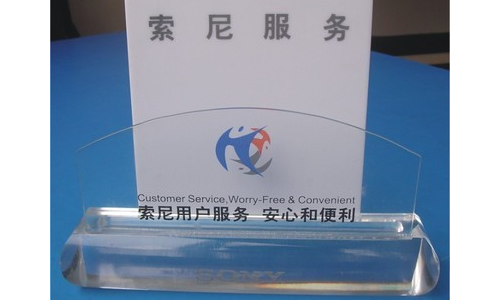 索尼服务
Customer Service,Worry-Free & Convenient
索尼用户服务 安心和便利
SONY